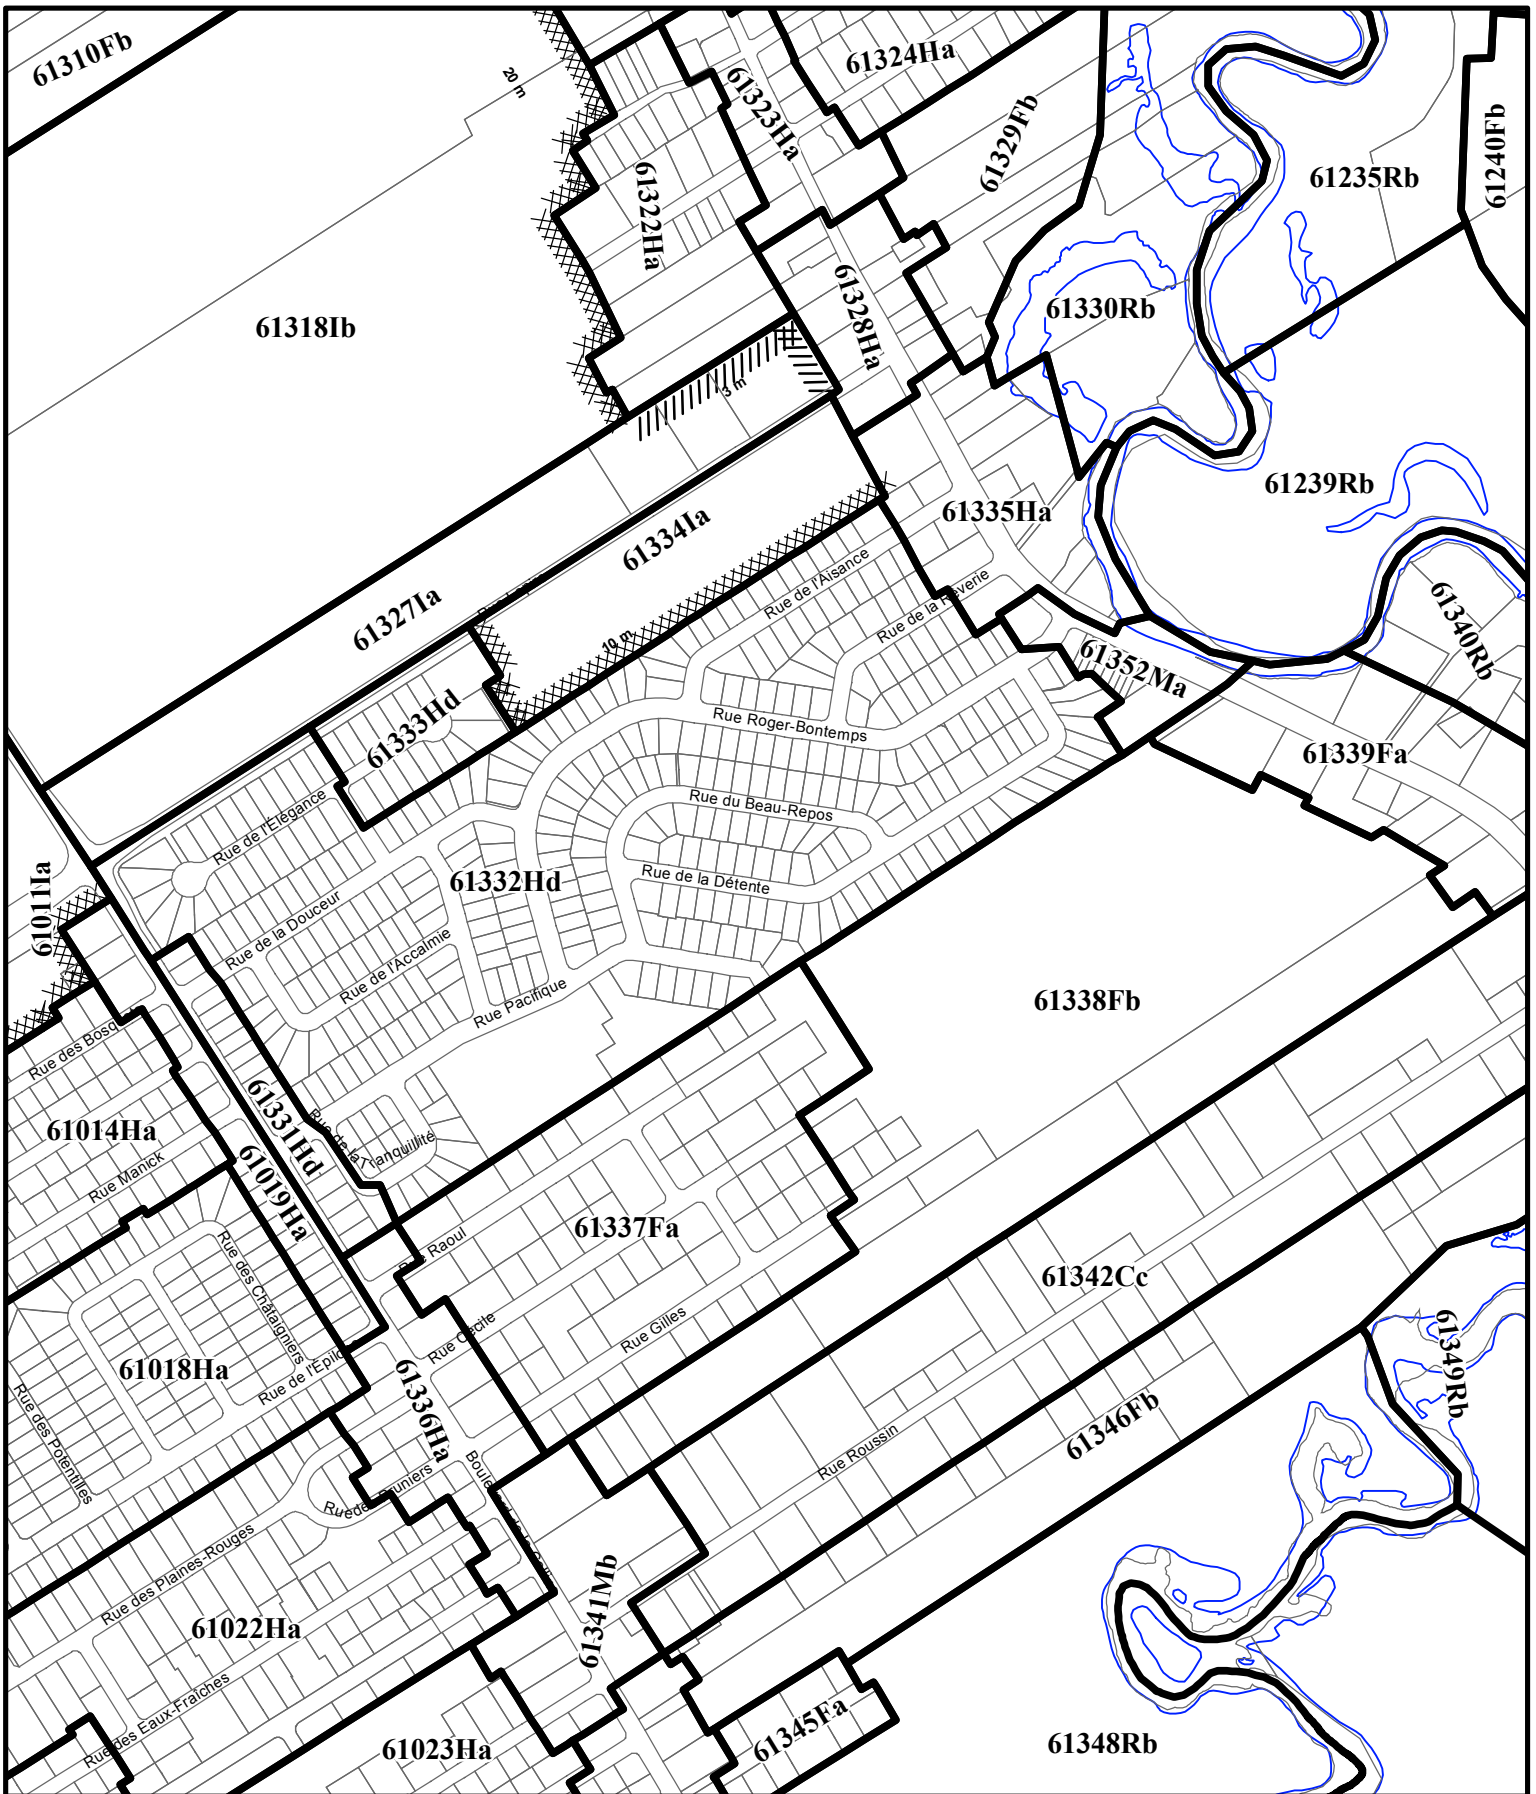 61310Fb
20 m
61324Ha
61323Ha
61329Fb
61240Fb
61235Rb
61322Ha
61330Rb
61328Ha
61318Ib
3 m
61239Rb
61335Ha
61334Ia
Rue de l'Aisance
61327Ia
Rue de la Rêverie
61340Rb
10 m
61352Ma
61333Hd
Rue Roger-Bontemps
61339Fa
Rue du Beau-Repos
Rue de l'Élégance
61332Hd
Rue de la Détente
61011Ia
Rue de la Douceur
Rue de l'Accalmie
Rue Pacifique
61338Fb
Rue des Bosq
61014Ha
61331Hd
Rue de la Tranquillité
Rue Manick
61019Ha
61337Fa
Raoul
Rue des Châtaigniers
61342Cc
Rue Gilles
Rue Cécile
61018Ha
Rue de l'Épil
61336Ha
61349Rb
Rue des Potentilles
61346Fb
Rue Roussin
Rue des Pruniers
Rue des Plaines-Rouges
61022Ha
61341Mb
Rue des Eaux-Fraîches
61023Ha
61345Fa
61348Rb